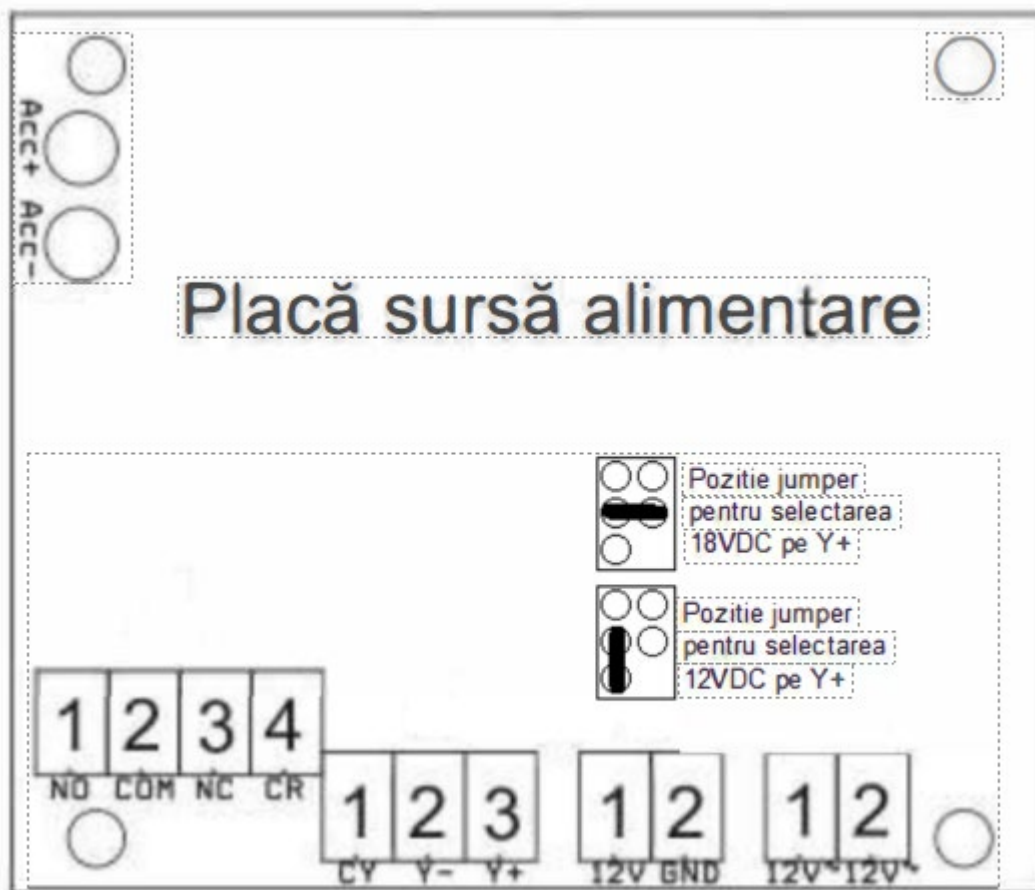 Acc+
Acc-
Placă sursă alimentare
Pozitie jumper
pentru selectarea
18VDC pe Y+
Pozitie jumper
pentru selectarea
12VDC pe Y+
1 2 3 4
NO COM NC CR
1 2 3 1 2 1 2
CY Y- Y+ 12V GND 12V~ 12V~